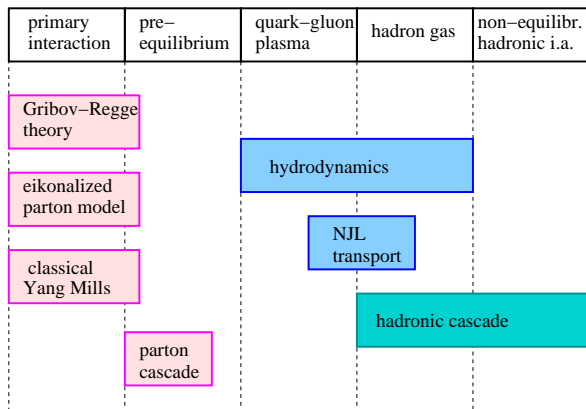 primary
interaction
pre−
equilibrium
quark−gluon
plasma
hadron gas
non−equilibr.
hadronic i.a.
Gribov−Regge
theory
hydrodynamics
eikonalized
parton model
NJL
transport
classical
Yang Mills
hadronic cascade
parton
cascade